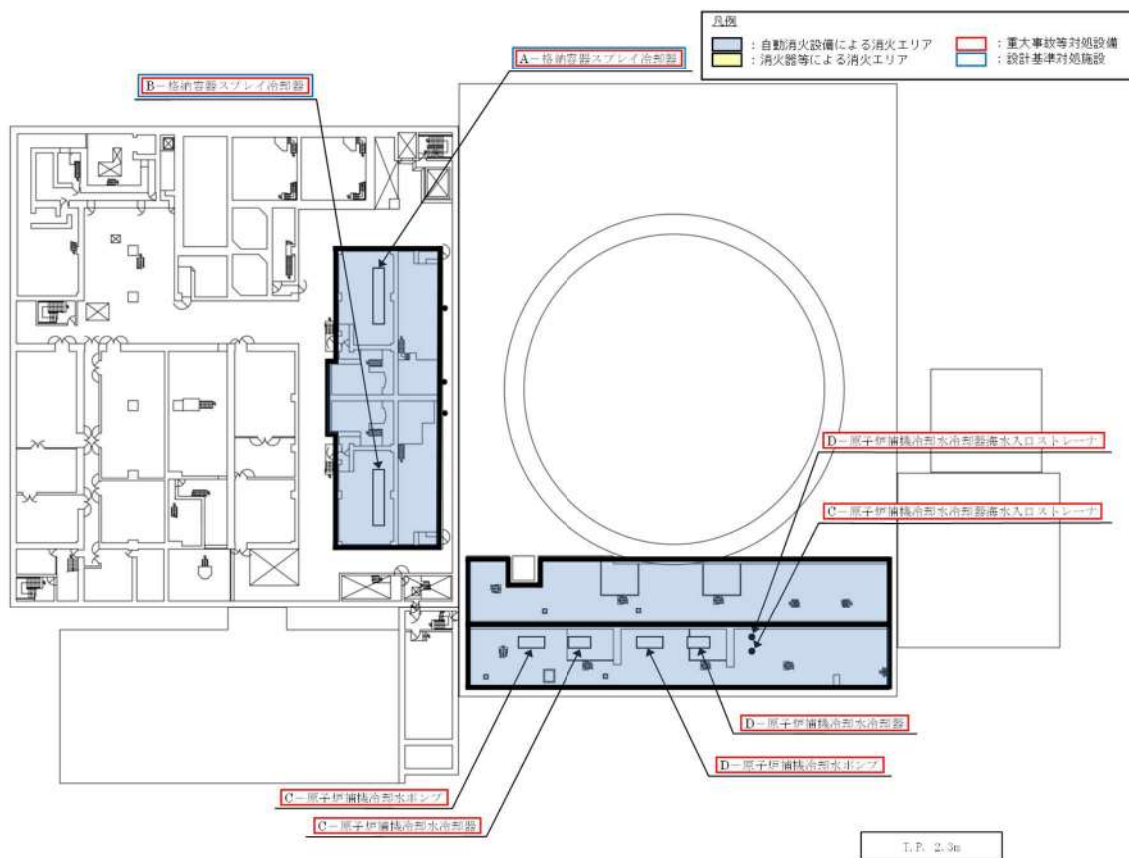 凡例
：自動消火設備による消火エリア
：重大事故等対処設備
：消火器等による消火エリア
：設計基準対処施設
A－格納容器スプレイ冷却器
B－格納容器スプレイ冷却器
D－原子炉補機冷却水冷却器海水入口ストレーナ
C－原子炉補機冷却水冷却器海水入口ストレーナ
D－原子炉補機冷却水冷却器
D－原子炉補機冷却水ポンプ
C－原子炉補機冷却水ポンプ
C－原子炉補機冷却水冷却器
T.P. 2.3m